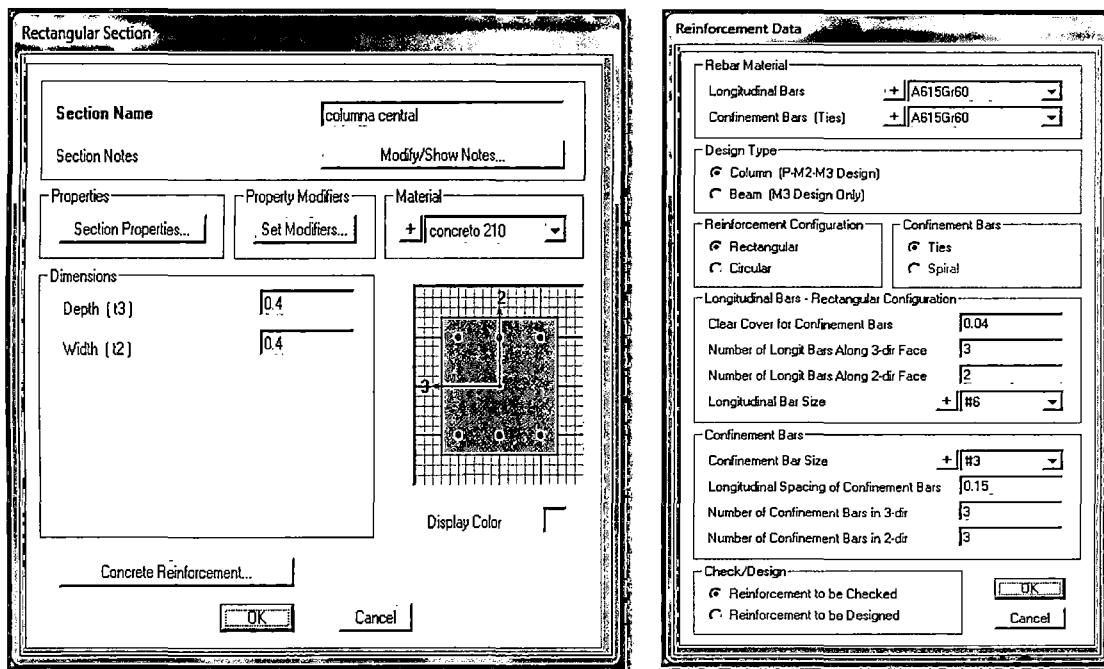 Rectangular Section
Section Name
columna central
Section Notes
Modify/Show Notes...
Properties
Section Properties...
Property Modifiers
Set Modifiers...
Material
+
concreto 210
Dimensions
Depth ( t3 )
0.4
Width ( t2 )
0.4
2
3
Display Color
Concrete Reinforcement...
OK
Cancel
Reinforcement Data
Rebar Material
Longitudinal Bars
+
A615Gr60
Confinement Bars (Ties)
+
A615Gr60
Design Type
Column (P-M2-M3 Design)
Beam (M3 Design Only)
Reinforcement Configuration
Rectangular
Circular
Confinement Bars
Ties
Spiral
Longitudinal Bars - Rectangular Configuration
Clear Cover for Confinement Bars
0.04
Number of Longit Bars Along 3-dir Face
3
Number of Longit Bars Along 2-dir Face
2
Longitudinal Bar Size
+
#6
Confinement Bars
Confinement Bar Size
+
#3
Longitudinal Spacing of Confinement Bars
0.15
Number of Confinement Bars in 3-dir
3
Number of Confinement Bars in 2-dir
3
Check/Design
Reinforcement to be Checked
Reinforcement to be Designed
OK
Cancel